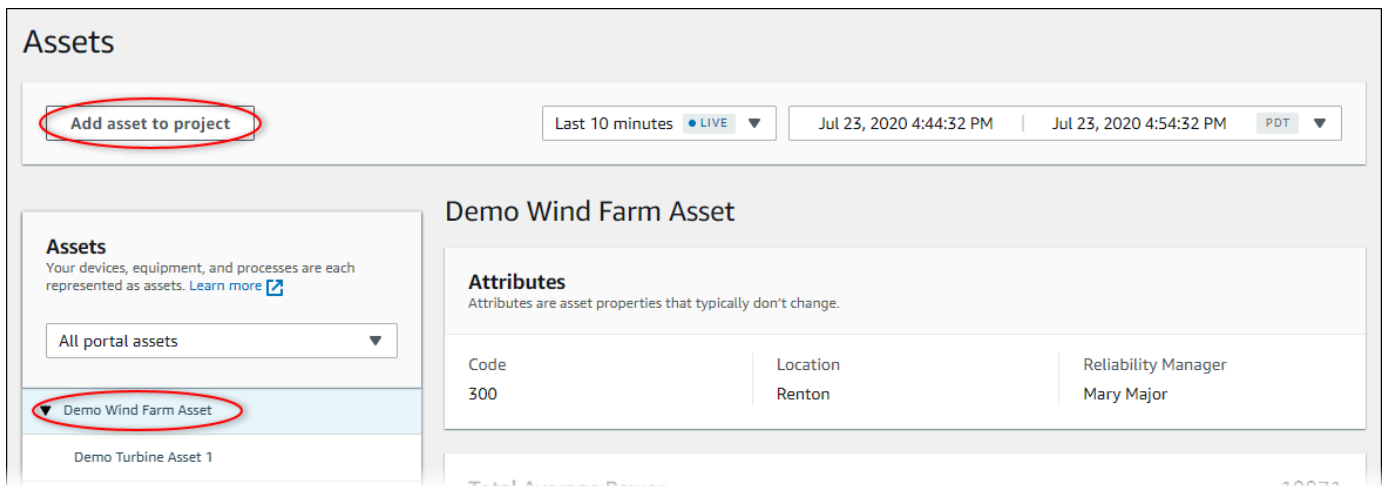 Assets
Add asset to project
Last 10 minutes LIVE
Jul 23, 2020 4:44:32 PM | Jul 23, 2020 4:54:32 PM PDT
Assets
Your devices, equipment, and processes are each
represented as assets. Learn more
All portal assets
Demo Wind Farm Asset
Demo Turbine Asset 1
Demo Wind Farm Asset
Attributes
Attributes are asset properties that typically don't change.
Code
300
Location
Renton
Reliability Manager
Mary Major
Total Average Power